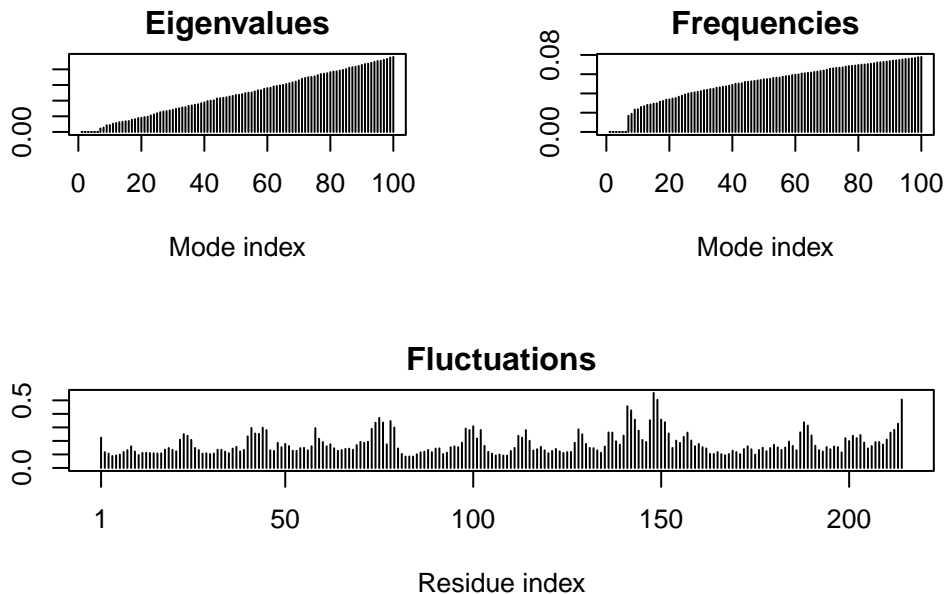 Eigenvalues
0.00
0 20 40 60 80 100
Mode index
Frequencies
0.00 0.08
0 20 40 60 80 100
Mode index
Fluctuations
0.0 0.5
1 50 100 150 200
Residue index